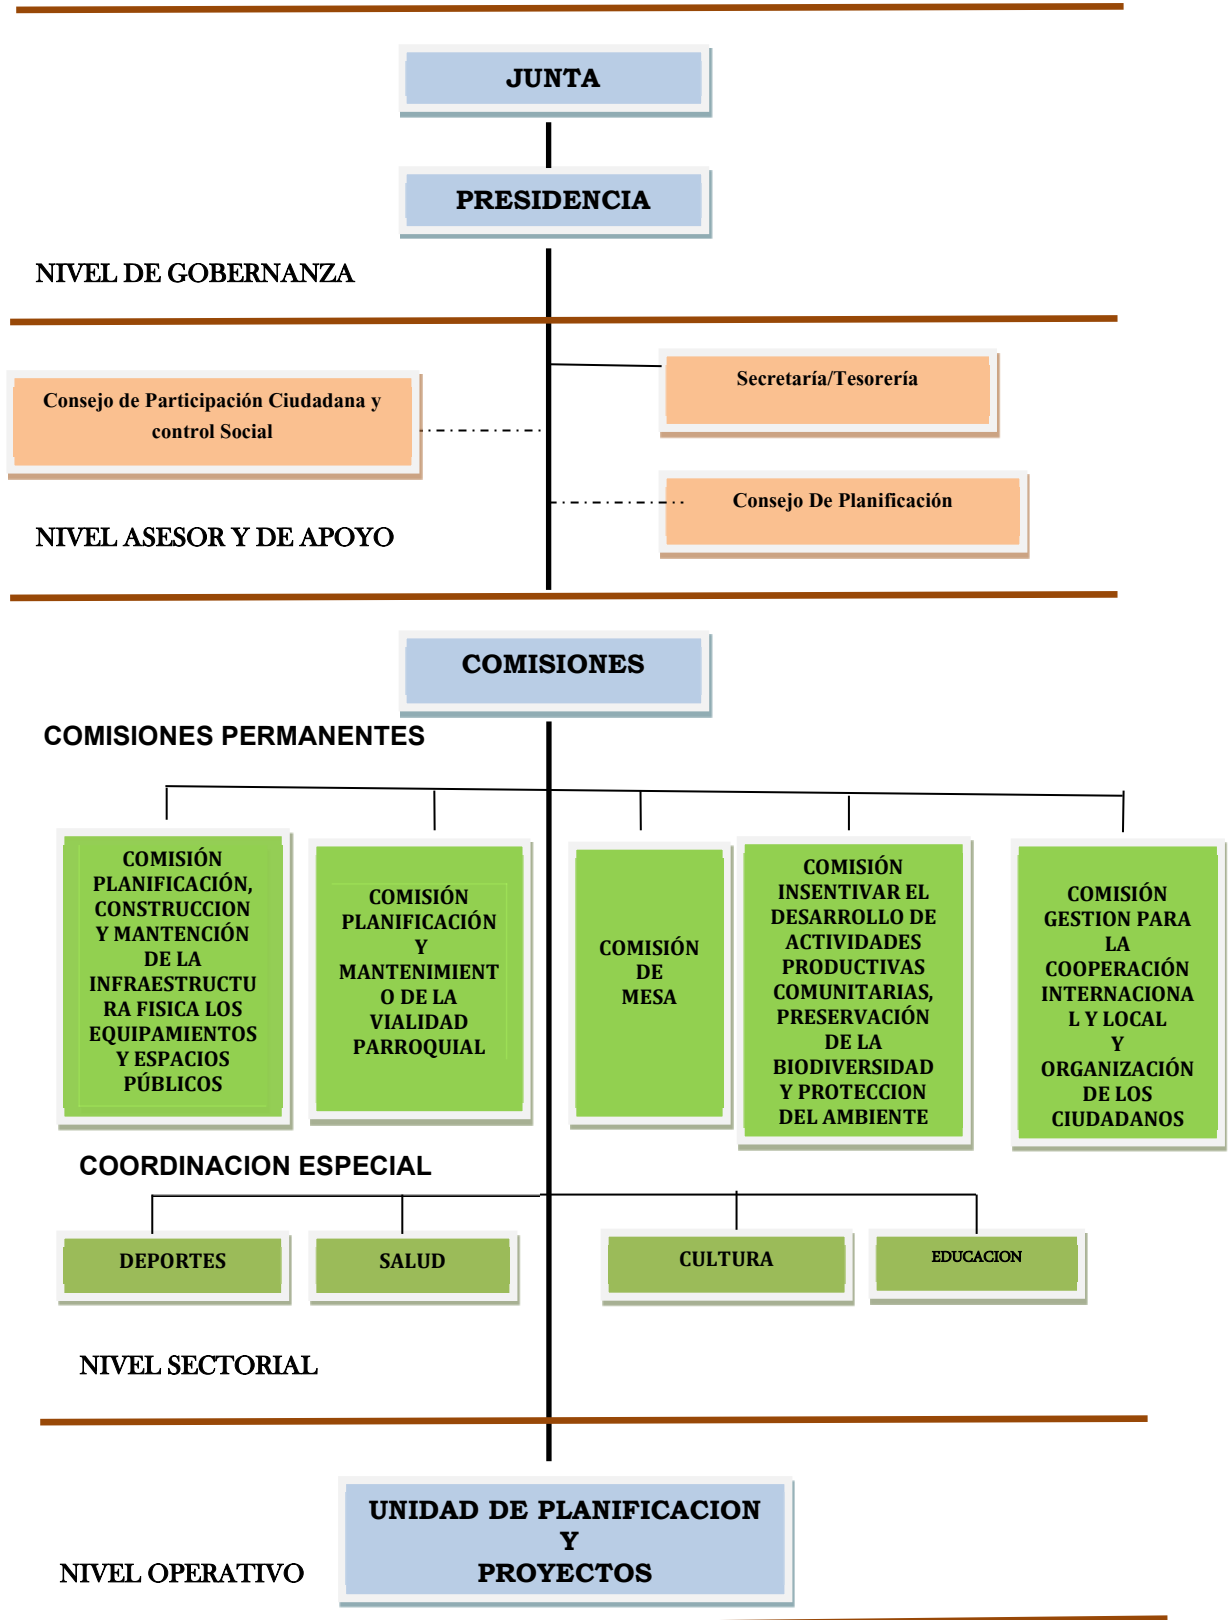 JUNTA
PRESIDENCIA
NIVEL DE GOBERNANZA
Secretaría/Tesorería
Consejo de Participación Ciudadana y
control Social
Consejo De Planificación
NIVEL ASESOR Y DE APOYO
COMISIONES
COMISIONES PERMANENTES
COMISIÓN
PLANIFICACIÓN,
CONSTRUCCION
Y MANTENCIÓN
DE LA
INFRAESTRUCTU
RA FISICA LOS
EQUIPAMIENTOS
Y ESPACIOS
PÚBLICOS
COMISIÓN
PLANIFICACIÓN
Y
MANTENIMIENT
O DE LA
VIALIDAD
PARROQUIAL
COMISIÓN
DE
MESA
COMISIÓN
INSENTIVAR EL
DESARROLLO DE
ACTIVIDADES
PRODUCTIVAS
COMUNITARIAS,
PRESERVACIÓN
DE LA
BIODIVERSIDAD
Y PROTECCION
DEL AMBIENTE
COMISIÓN
GESTION PARA
LA
COOPERACIÓN
INTERNACIONA
L Y LOCAL
Y
ORGANIZACIÓN
DE LOS
CIUDADANOS
COORDINACION ESPECIAL
DEPORTES
SALUD
CULTURA
EDUCACION
NIVEL SECTORIAL
UNIDAD DE PLANIFICACION
Y
PROYECTOS
NIVEL OPERATIVO